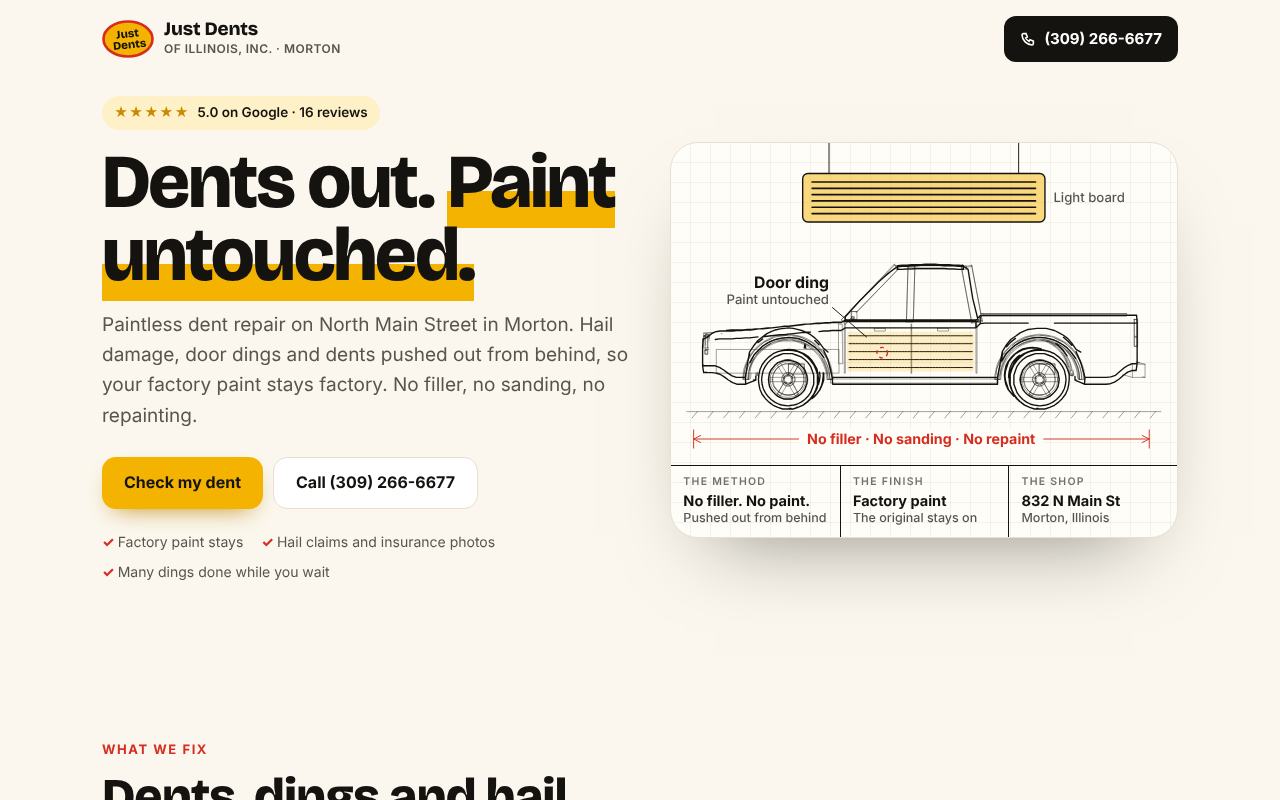 Just
Dents
Just Dents
OF ILLINOIS, INC. · MORTON
(309) 266-6677
★★★★★ 5.0 on Google · 16 reviews
Dents out. Paint
untouched.
Paintless dent repair on North Main Street in Morton. Hail
damage, door dings and dents pushed out from behind, so
your factory paint stays factory. No filler, no sanding, no
repainting.
Check my dent
Call (309) 266-6677
✓ Factory paint stays
✓ Hail claims and insurance photos
✓ Many dings done while you wait
Light board
Door ding
Paint untouched
No filler · No sanding · No repaint
THE METHOD
No filler. No paint.
Pushed out from behind
THE FINISH
Factory paint
The original stays on
THE SHOP
832 N Main St
Morton, Illinois
WHAT WE FIX
Dents, dings and hail